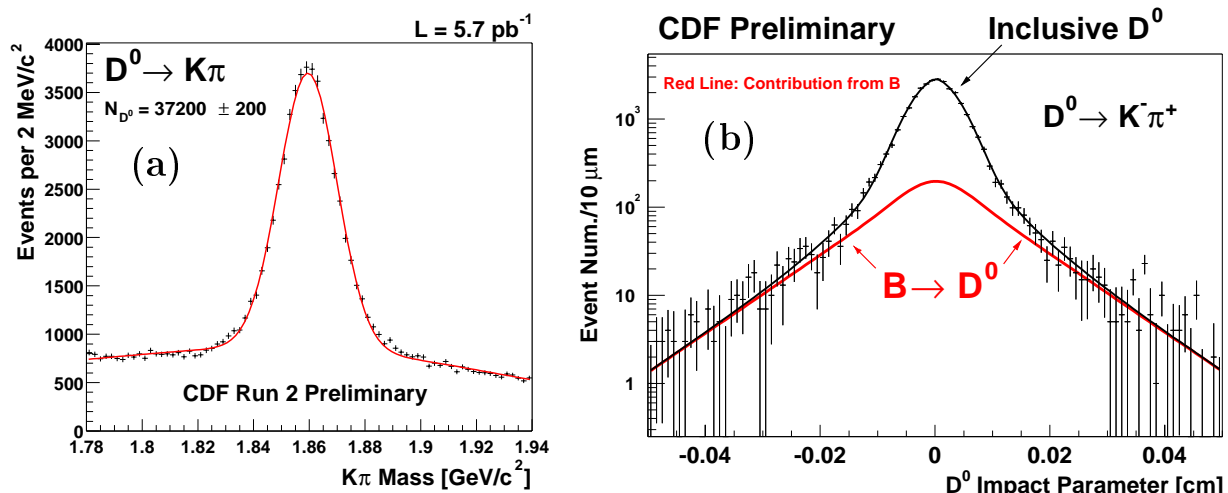 L = 5.7 pb⁻¹
D⁰→ Kπ
N_D⁰ = 37200 ± 200
(a)
CDF Run 2 Preliminary
Events per 2 MeV/c²
4000
3500
3000
2500
2000
1500
1000
500
0
1.78 1.8 1.82 1.84 1.86 1.88 1.9 1.92 1.94
Kπ Mass [GeV/c²]
CDF Preliminary
Inclusive D⁰
Red Line: Contribution from B
D⁰→ K⁻π⁺
(b)
B→ D⁰
Event Num./10 μm
10³
10²
10
1
-0.04 -0.02 0 0.02 0.04
D⁰ Impact Parameter [cm]